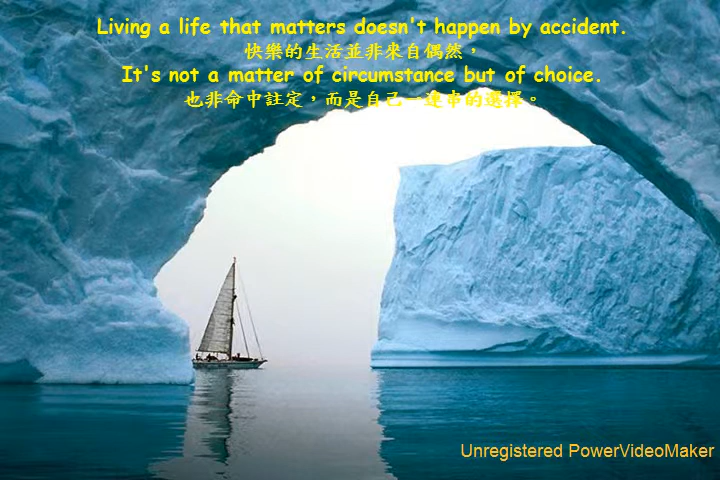 Living a life that matters doesn't happen by accident.
快樂的生活並非來自偶然，
It's not a matter of circumstance but of choice.
也非命中註定，而是自己一連串的選擇。
Unregistered PowerVideoMaker